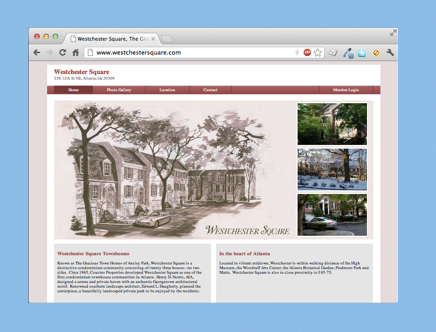 Westchester Square, The Gr
www.westchestersquare.com
Westchester Square
Atlanta, Ga 30309
Home
Photo Gallery
Location
Contact
Member Login
WESTCHESTER SQUARE
Westchester Square Townhomes
Known as The Gracious Town Homes of Ansley Park, Westchester Square is a
distinctive condominium community consisting of twenty three homes--no two
alike. Circa 1965, Cousins Properties developed Westchester Square as one of the
first condominium townhouse communities in Atlanta. Henry D. Norris, AIA,
designed a serene and private haven with an authentic Georgetown architectural
motif. Renowned southern landscape architect, Edward L. Daugherty, planned the
centerpiece, a beautifully landscaped private park to be enjoyed by the residents.
In the heart of Atlanta
Located in vibrant midtown, Westchester is within walking distance of the High
Museum, the Woodruff Arts Center, the Atlanta Botanical Garden, Piedmont Park and
Marta. Westchester Square is also in close proximity to I-85-75.